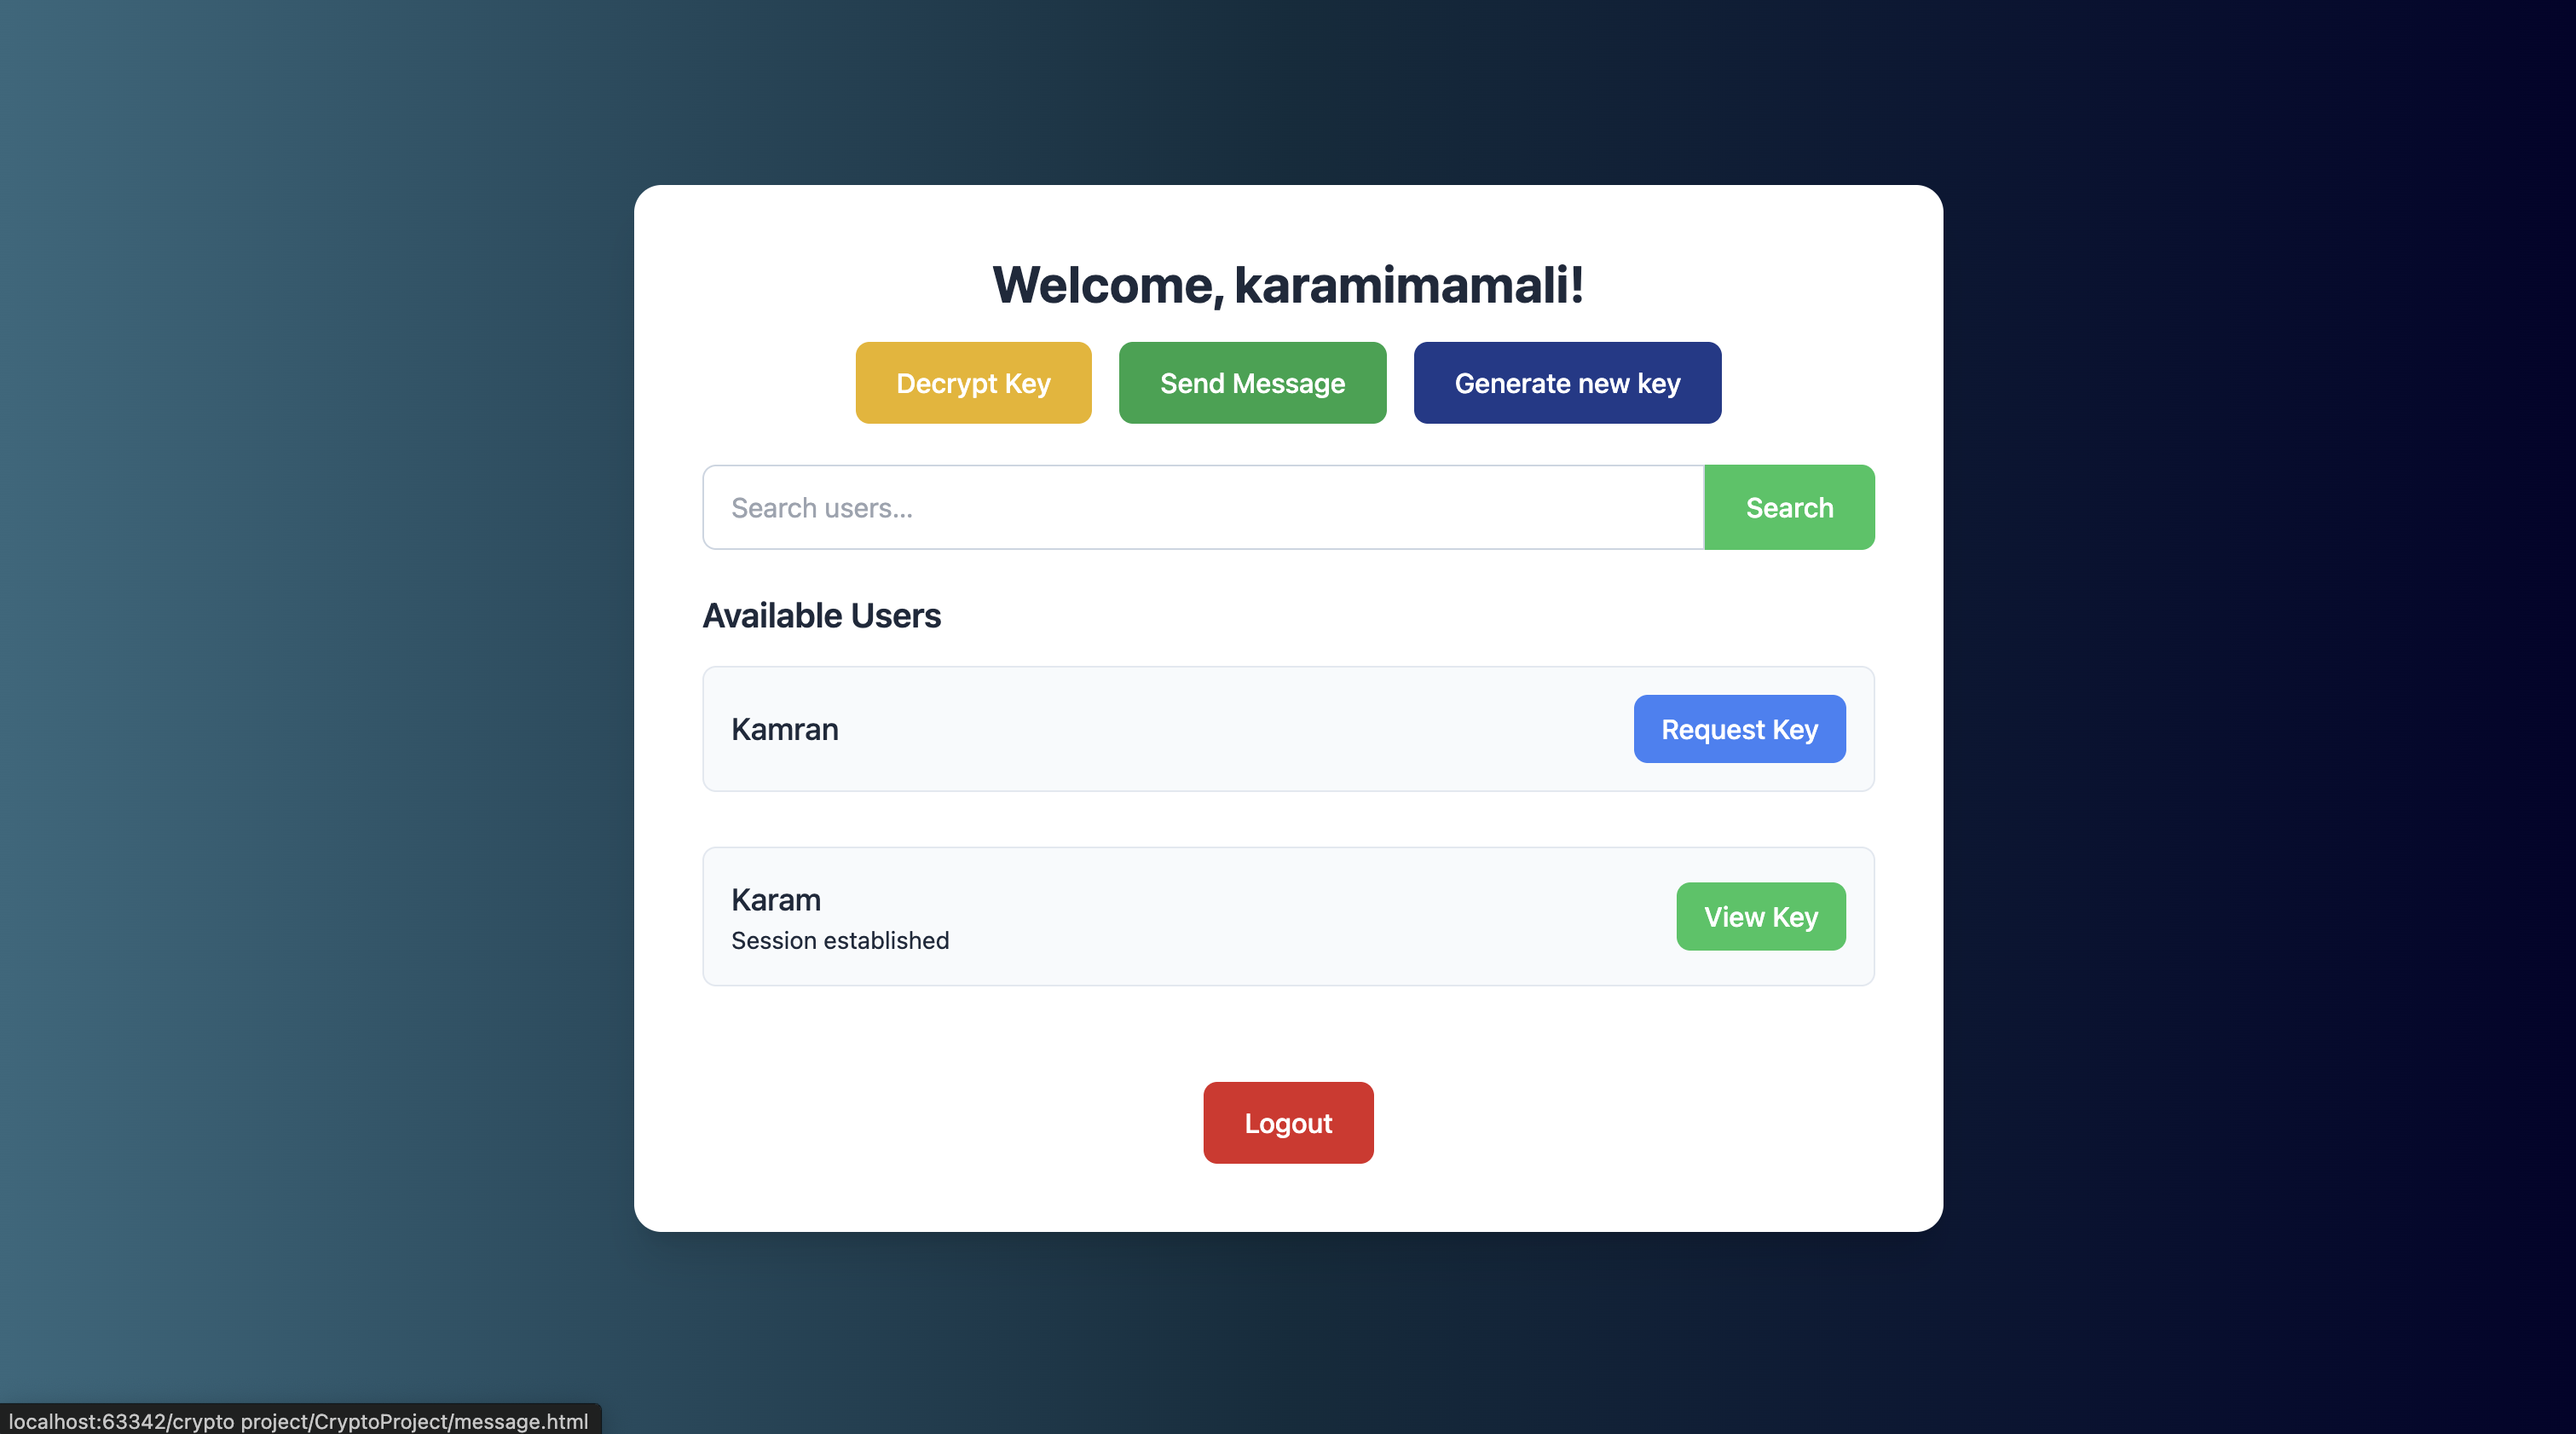 Welcome, karamimamali!
Decrypt Key
Send Message
Generate new key
Search users...
Search
Available Users
Kamran
Request Key
Karam
Session established
View Key
Logout
localhost:63342/crypto project/CryptoProject/message.html